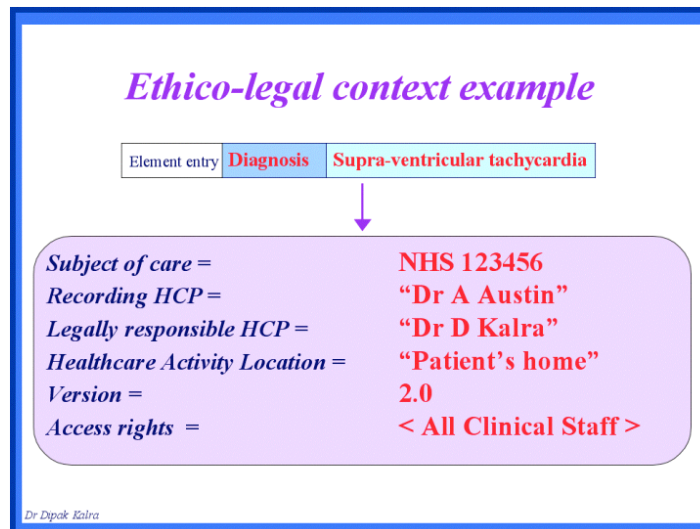 Ethico-legal context example
Element entry Diagnosis Supra-ventricular tachycardia
Subject of care = NHS 123456
Recording HCP = “Dr A Austin”
Legally responsible HCP = “Dr D Kalra”
Healthcare Activity Location = “Patient’s home”
Version = 2.0
Access rights = < All Clinical Staff >
Dr Dipak Kalra